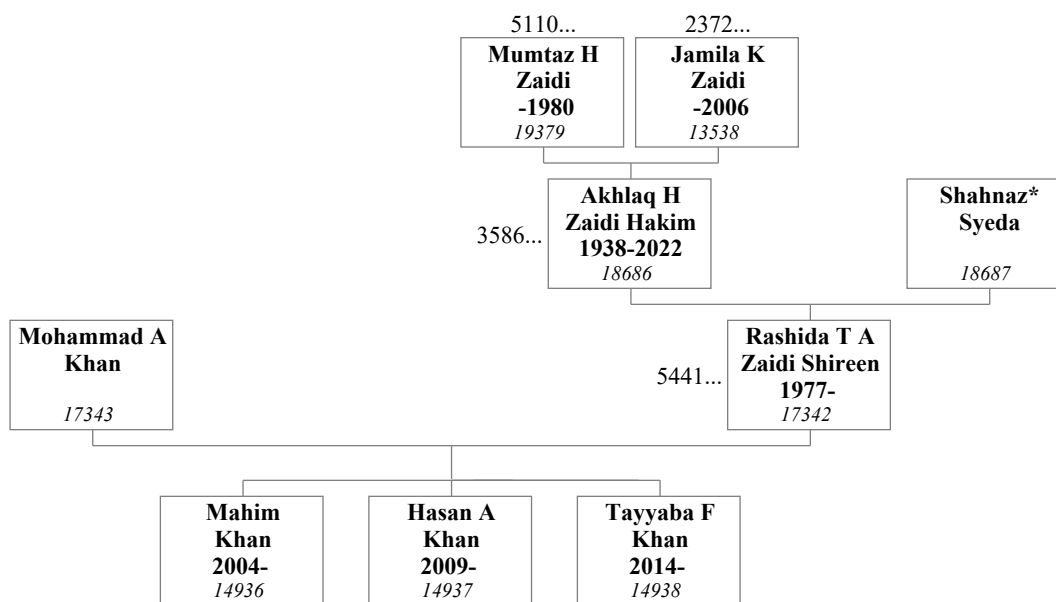 5110...
2372...
Mumtaz H
Zaidi
-1980
19379
Jamila K
Zaidi
-2006
13538
3586...
Akhlaq H
Zaidi Hakim
1938-2022
18686
Shahnaz*
Syeda
18687
Mohammad A
Khan
17343
5441...
Rashida T A
Zaidi Shireen
1977-
17342
Mahim
Khan
2004-
14936
Hasan A
Khan
2009-
14937
Tayyaba F
Khan
2014-
14938